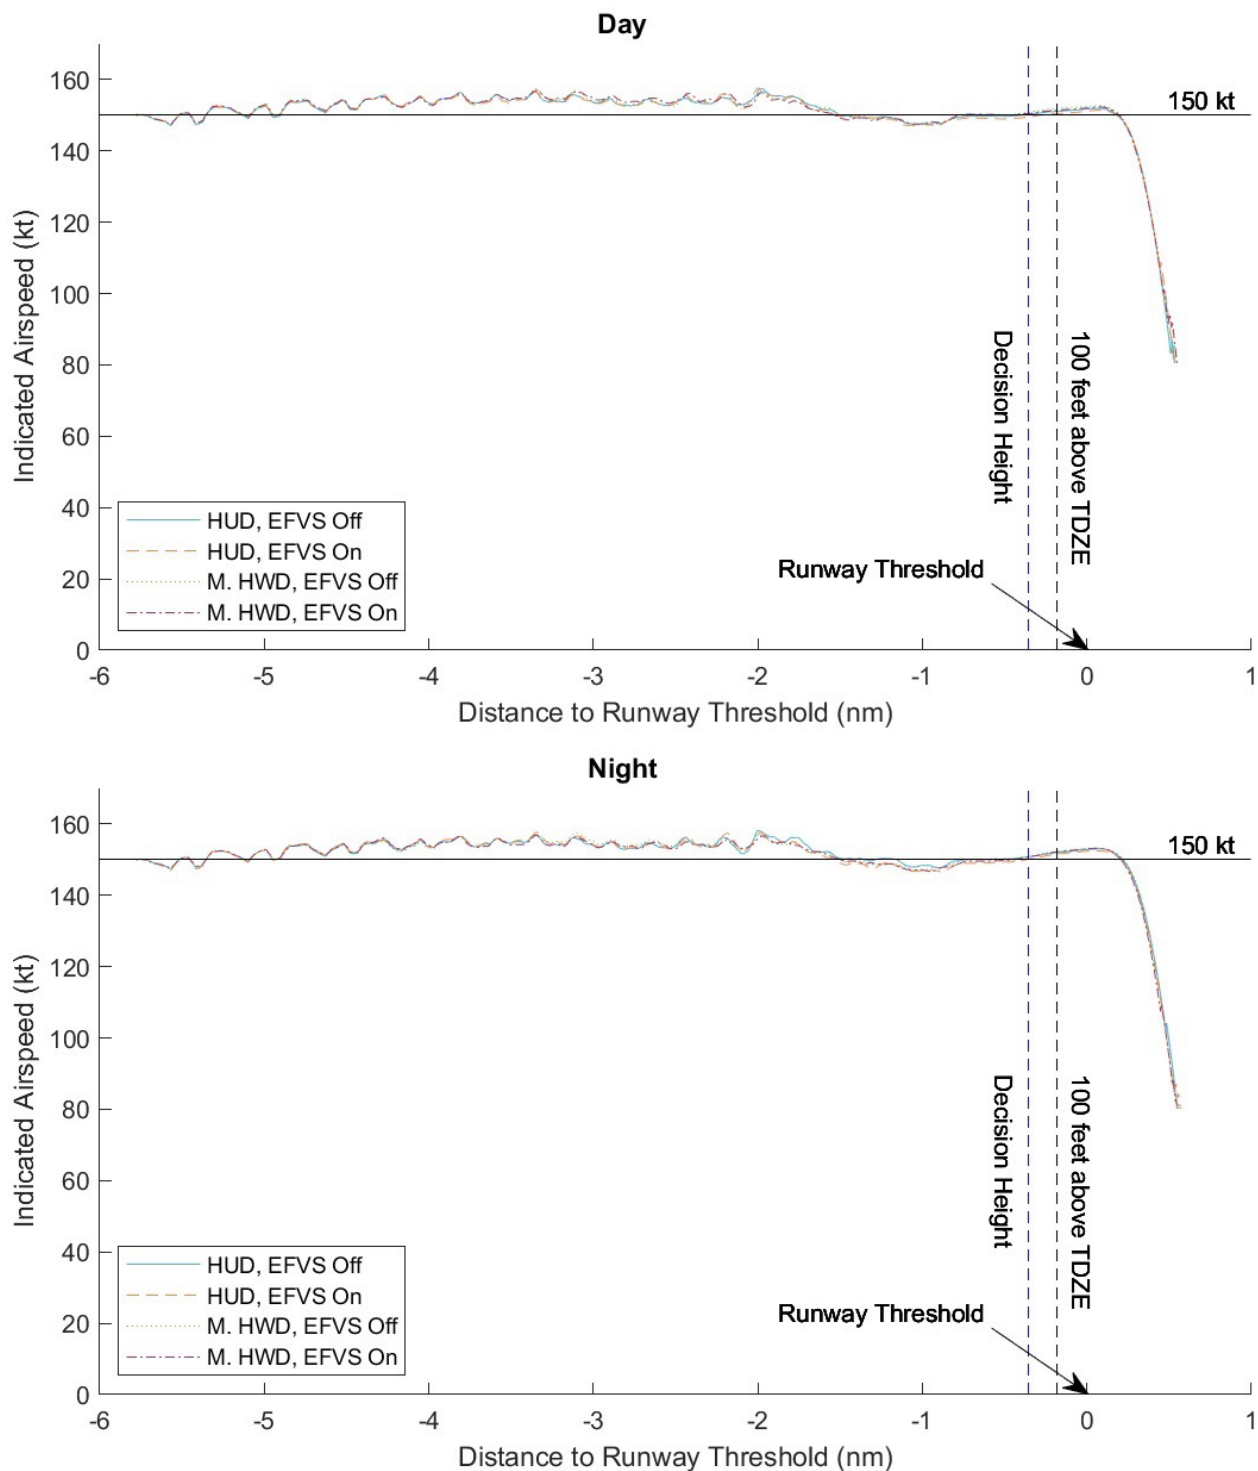 Day
160
140
120
100
80
60
40
20
0
Indicated Airspeed (kt)
150 kt
Decision Height
100 feet above TDZE
HUD, EFVS Off
HUD, EFVS On
M. HWD, EFVS Off
M. HWD, EFVS On
Runway Threshold
-6 -5 -4 -3 -2 -1 0 1
Distance to Runway Threshold (nm)
Night
160
140
120
100
80
60
40
20
0
Indicated Airspeed (kt)
150 kt
Decision Height
100 feet above TDZE
HUD, EFVS Off
HUD, EFVS On
M. HWD, EFVS Off
M. HWD, EFVS On
Runway Threshold
-6 -5 -4 -3 -2 -1 0 1
Distance to Runway Threshold (nm)